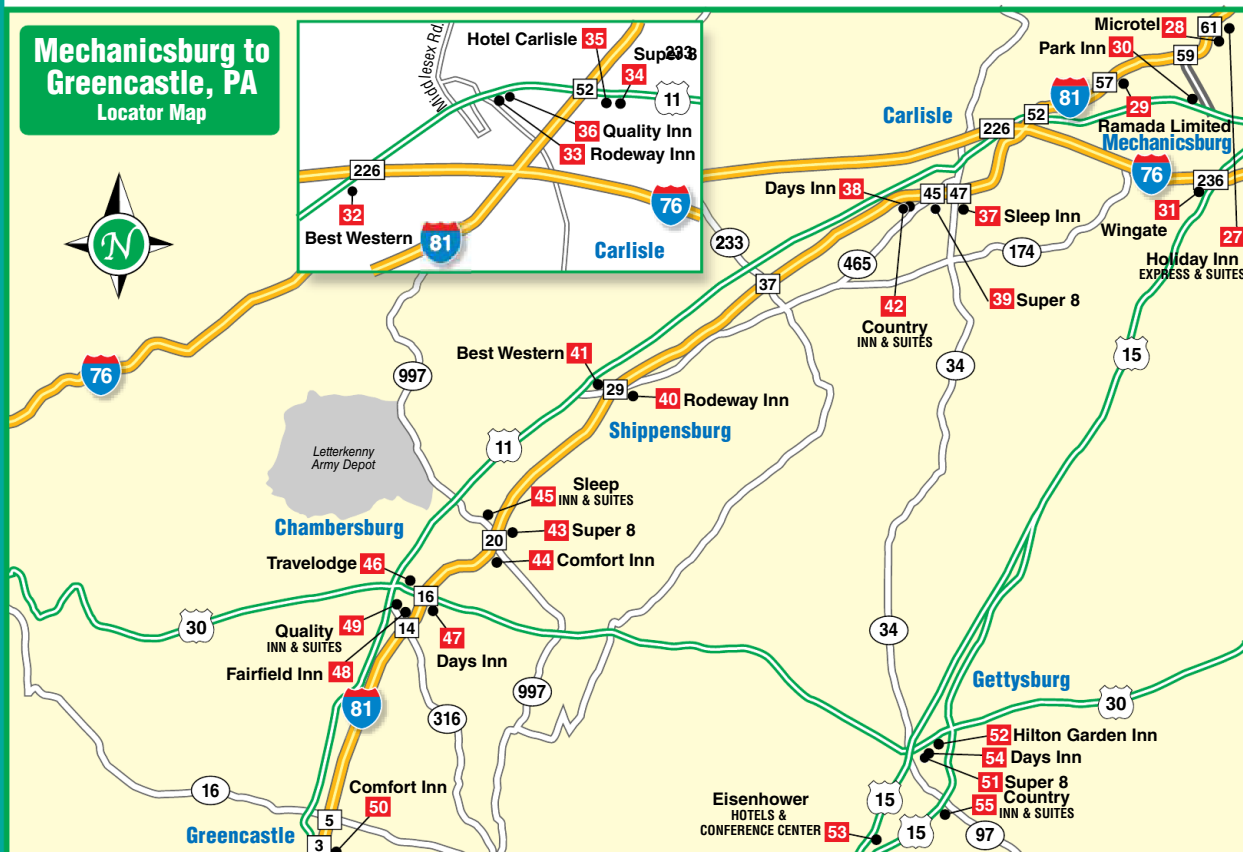 Mechanicsburg to
Greencastle, PA
Locator Map
Hotel Carlisle 35
Super 8
233
34
Middlesex Rd.
52
11
36 Quality Inn
33 Rodeway Inn
226
32
Best Western
76
81
Carlisle
N
Microtel 28
61
Park Inn 30
59
57
81
29
Ramada Limited
52
Carlisle
226
Mechanicsburg
76
236
Days Inn 38
45
47
37 Sleep Inn
31
Wingate
27
Holiday Inn
EXPRESS & SUITES
233
174
465
37
42
Country
INN & SUITES
39 Super 8
76
997
Best Western 41
34
15
29
40 Rodeway Inn
Shippensburg
Letterkenny
Army Depot
11
Sleep
45 INN & SUITES
Chambersburg
43 Super 8
20
44 Comfort Inn
Travelodge 46
16
30
Quality 49
INN & SUITES
14
47
Days Inn
34
Fairfield Inn 48
Gettysburg
997
81
316
30
52 Hilton Garden Inn
54 Days Inn
51 Super 8
16
Comfort Inn
50
Eisenhower
HOTELS &
CONFERENCE CENTER 53
15
55 Country
INN & SUITES
5
Greencastle
15
97
3